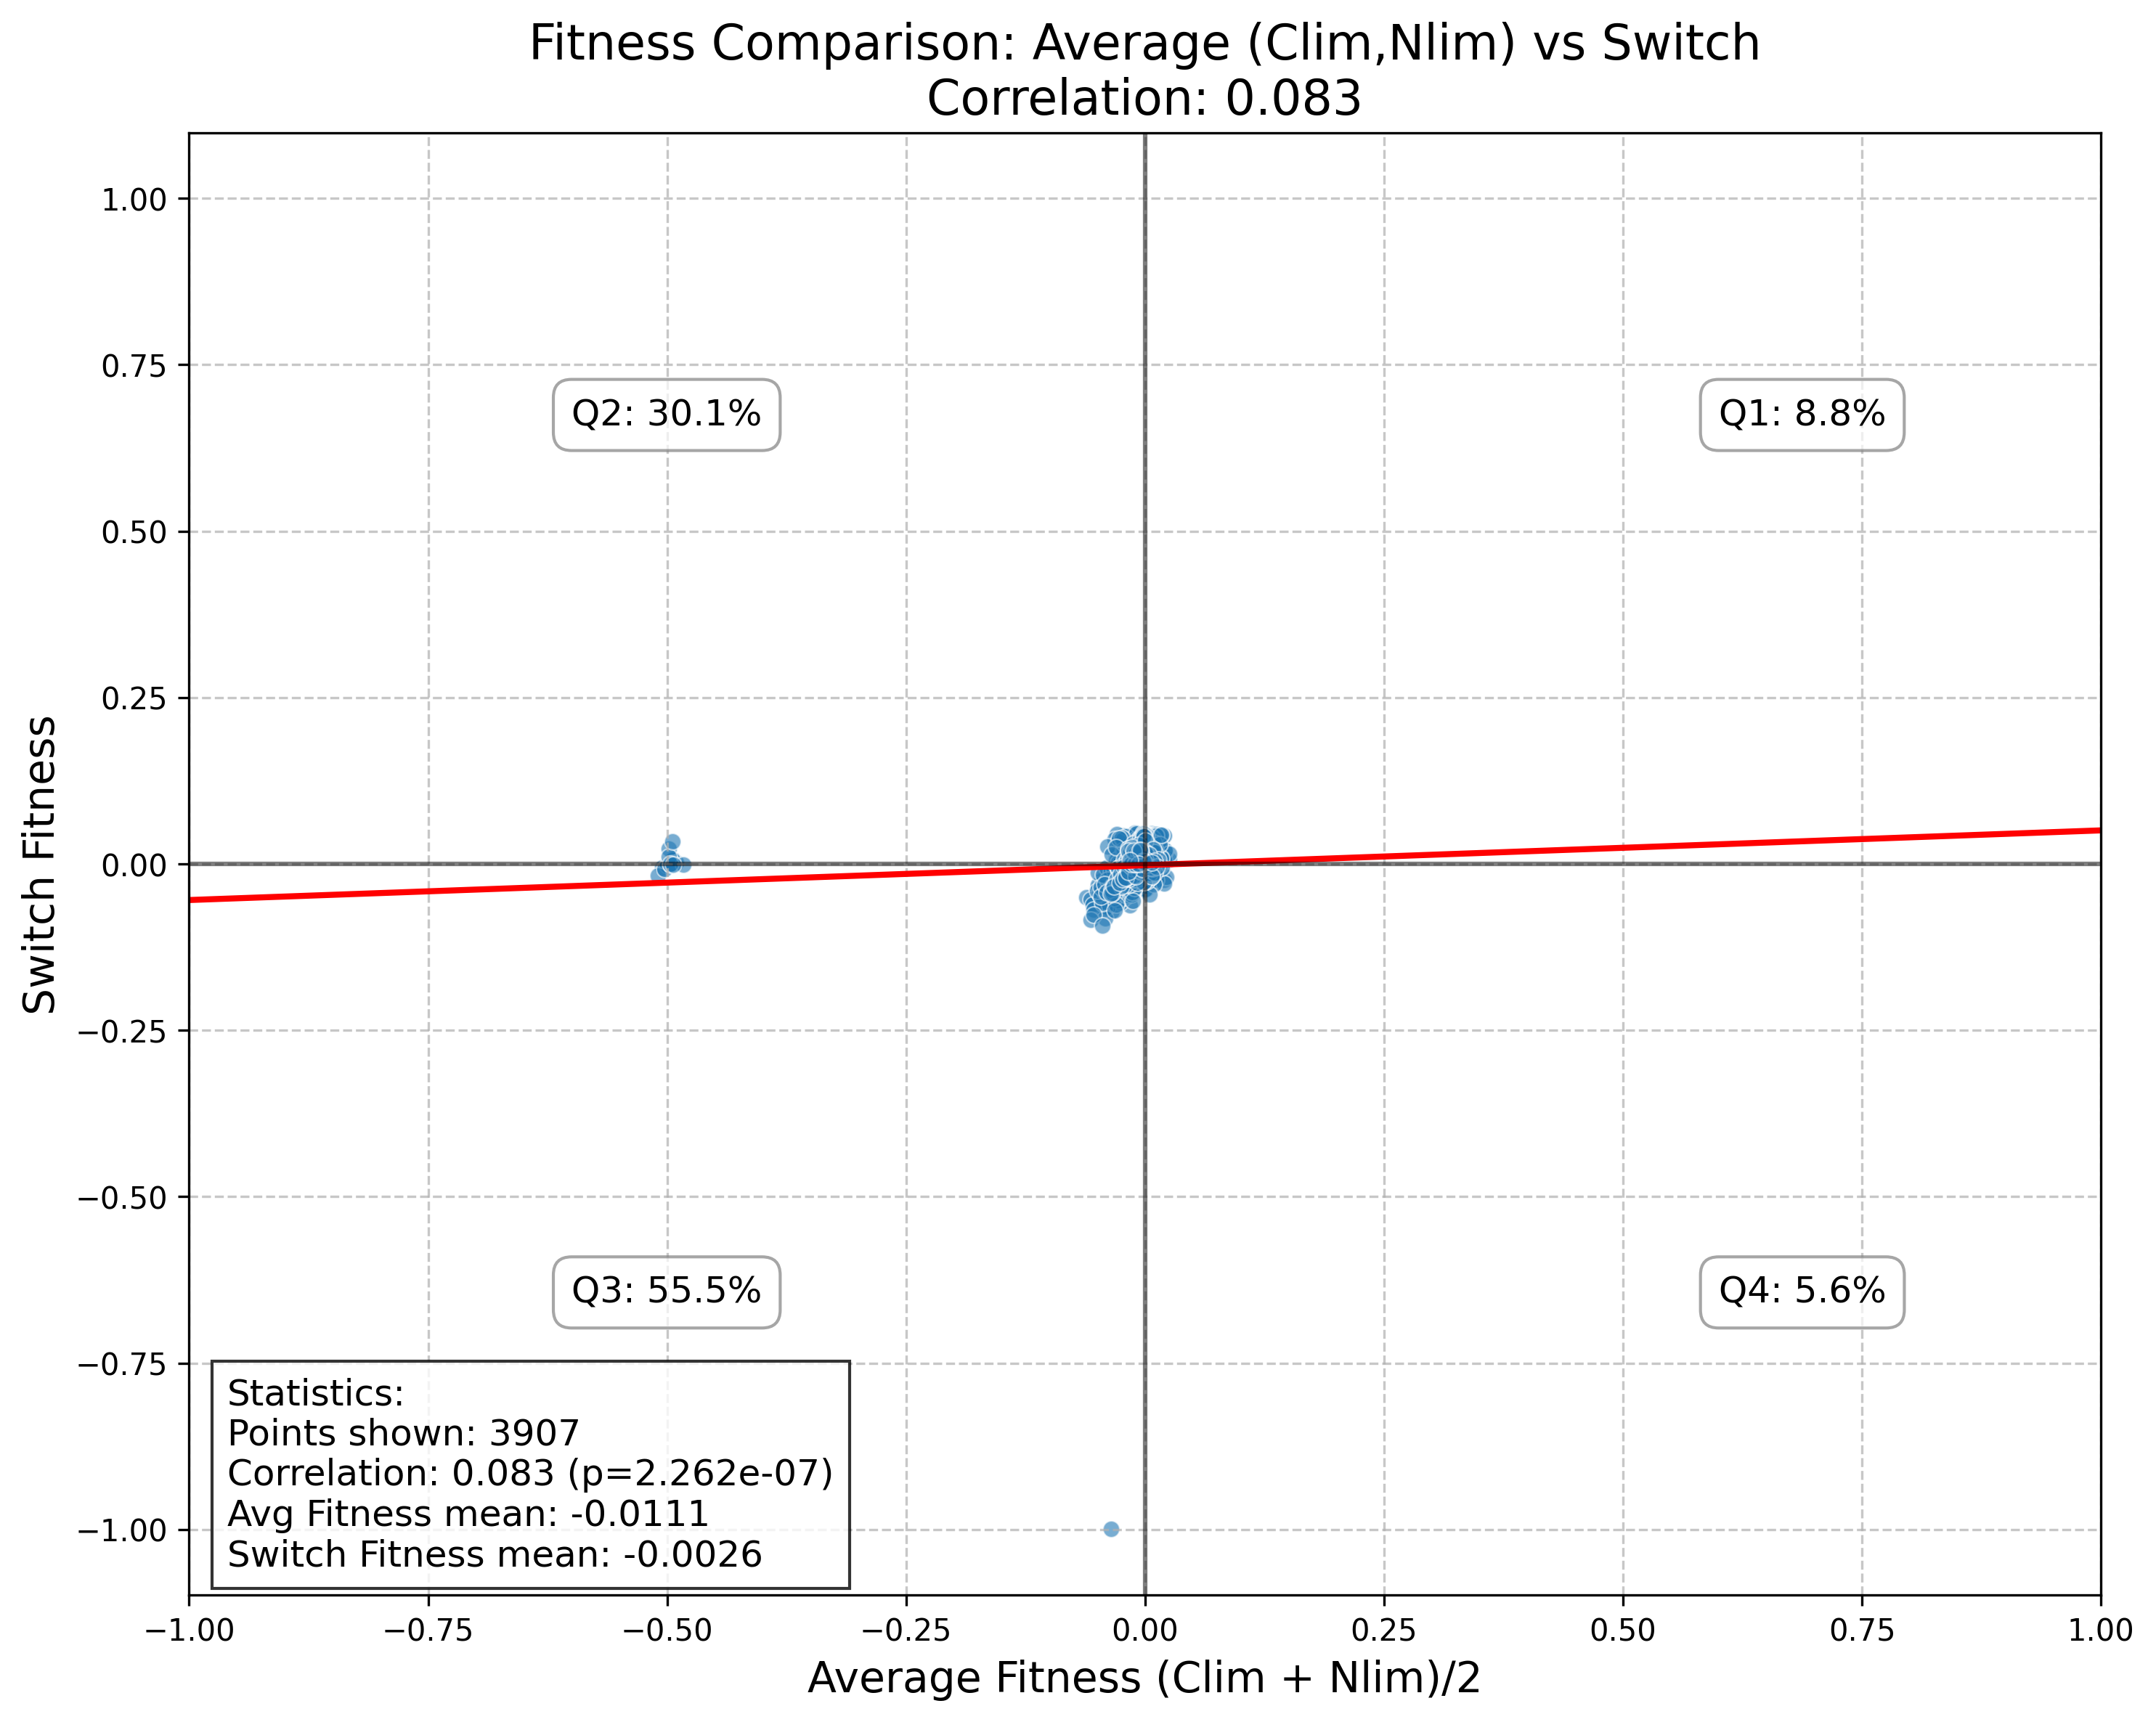 Fitness Comparison: Average (Clim,Nlim) vs Switch
Correlation: 0.083
Switch Fitness
1.00
0.75
0.50
0.25
0.00
−0.25
−0.50
−0.75
−1.00
Q2: 30.1%
Q1: 8.8%
Q3: 55.5%
Q4: 5.6%
Statistics:
Points shown: 3907
Correlation: 0.083 (p=2.262e-07)
Avg Fitness mean: -0.0111
Switch Fitness mean: -0.0026
−1.00 −0.75 −0.50 −0.25 0.00 0.25 0.50 0.75 1.00
Average Fitness (Clim + Nlim)/2